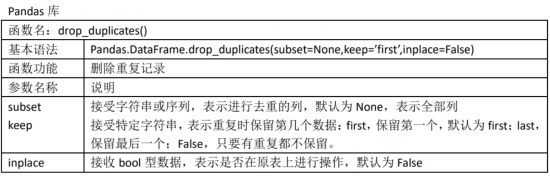 Pandas 库
函数名：drop_duplicates()
基本语法 Pandas.DataFrame.drop_duplicates(subset=None,keep=’first’,inplace=False)
函数功能 删除重复记录
参数名称 说明
subset 接受字符串或序列，表示进行去重的列，默认为 None，表示全部列
keep 接受特定字符串，表示重复时保留第几个数据：first，保留第一个，默认为 first；last，
保留最后一个；False，只要有重复都不保留。
inplace 接收 bool 型数据，表示是否在原表上进行操作，默认为 False